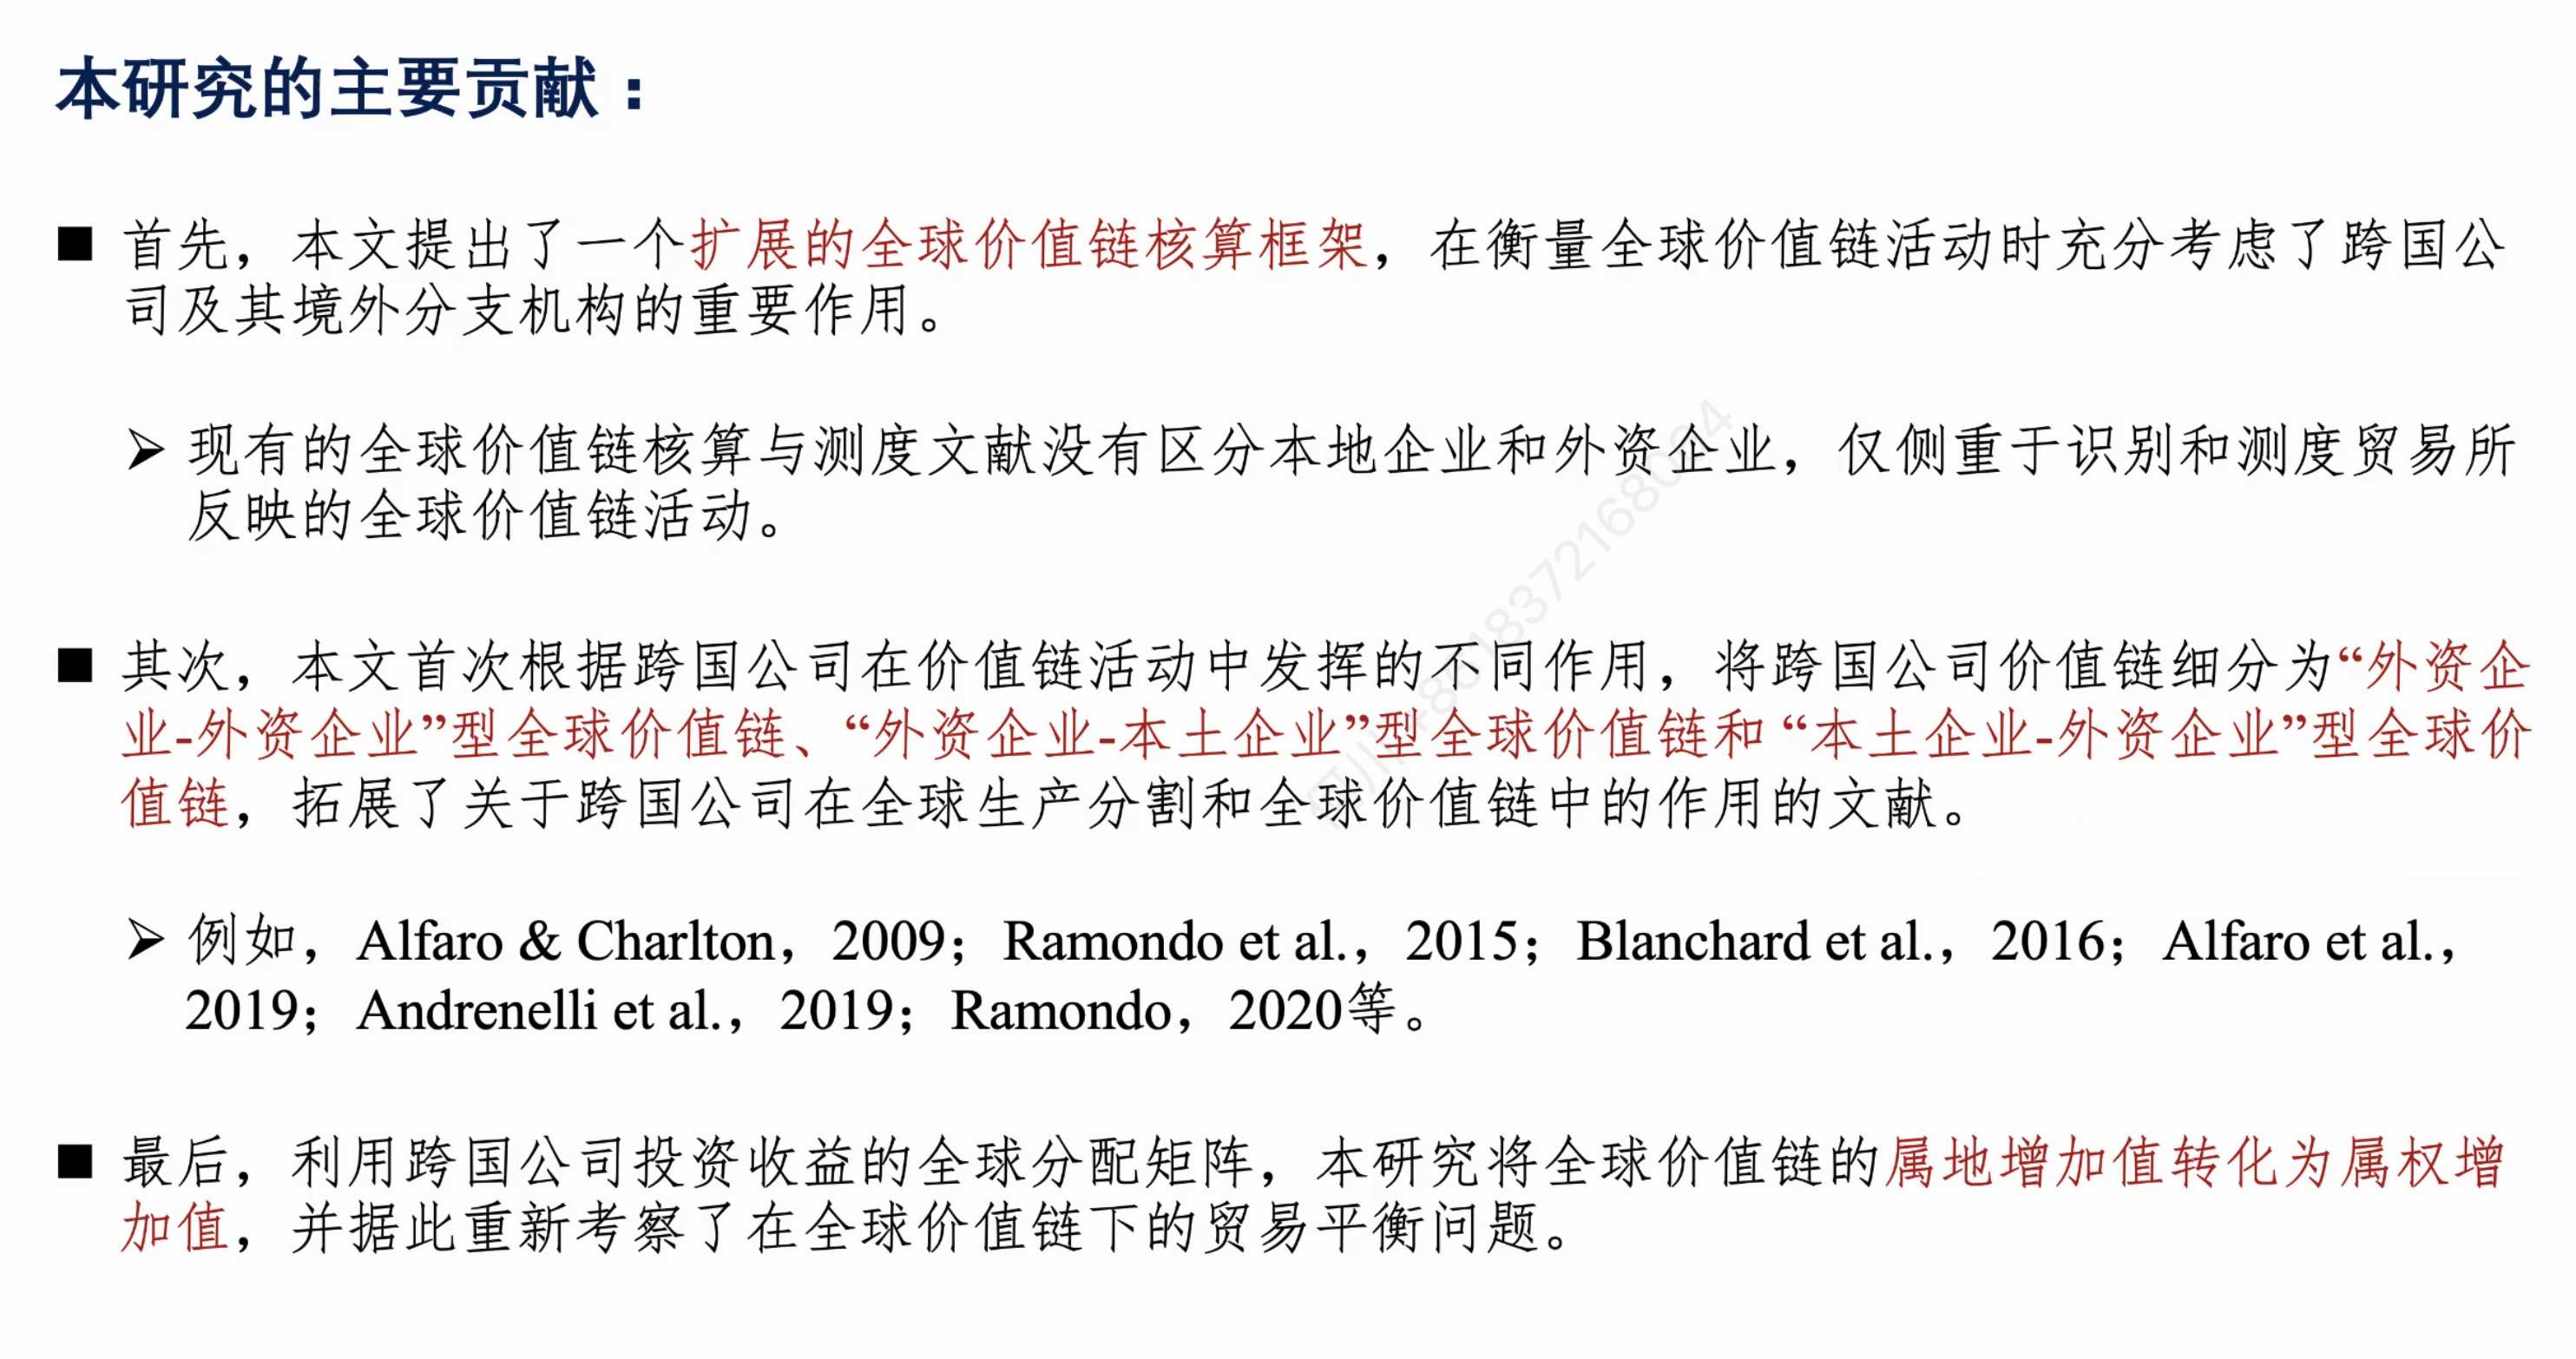 本研究的主要贡献：
■ 首先，本文提出了一个扩展的全球价值链核算框架，在衡量全球价值链活动时充分考虑了跨国公
司及其境外分支机构的重要作用。
➢ 现有的全球价值链核算与测度文献没有区分本地企业和外资企业，仅侧重于识别和测度贸易所
反映的全球价值链活动。
■ 其次，本文首次根据跨国公司在价值链活动中发挥的不同作用，将跨国公司价值链细分为“外资企
业-外资企业”型全球价值链、“外资企业-本土企业”型全球价值链和 “本土企业-外资企业”型全球价
值链，拓展了关于跨国公司在全球生产分割和全球价值链中的作用的文献。
➢ 例如，Alfaro & Charlton，2009；Ramondo et al.，2015；Blanchard et al.，2016；Alfaro et al.，
2019；Andrenelli et al.，2019；Ramondo，2020等。
■ 最后，利用跨国公司投资收益的全球分配矩阵，本研究将全球价值链的属地增加值转化为属权增
加值，并据此重新考察了在全球价值链下的贸易平衡问题。